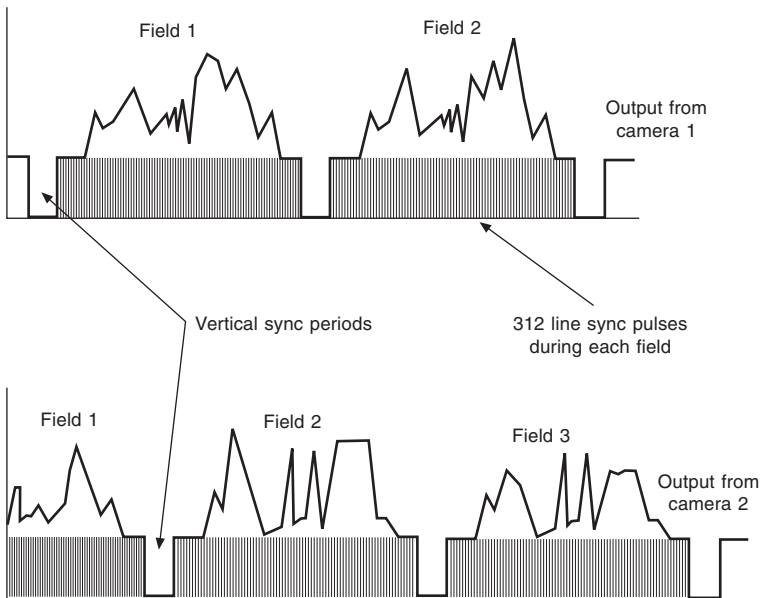 Field 1
Field 2
Output from
camera 1
Vertical sync periods
312 line sync pulses
during each field
Field 1
Field 2
Field 3
Output from
camera 2